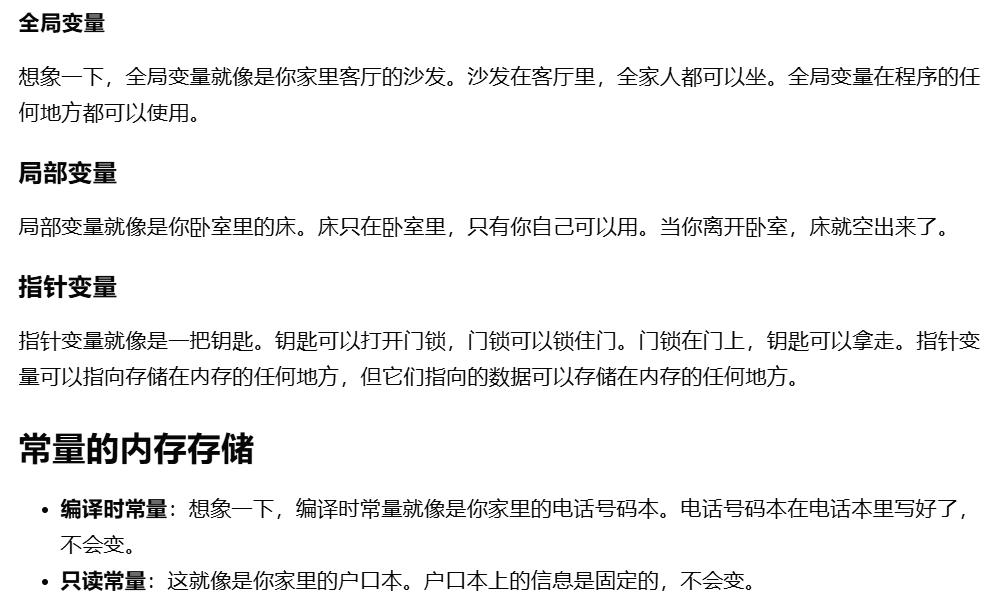 全局变量
想象一下，全局变量就像是你家里客厅的沙发。沙发在客厅里，全家人都可以坐。全局变量在程序的任
何地方都可以使用。
局部变量
局部变量就像是你卧室里的床。床只在卧室里，只有你自己可以用。当你离开卧室，床就空出来了。
指针变量
指针变量就像是一把钥匙。钥匙可以打开门锁，门锁可以锁住门。门锁在门上，钥匙可以拿走。指针变
量可以指向存储在内存的任何地方，但它们指向的数据可以存储在内存的任何地方。
常量的内存存储
• 编译时常量：想象一下，编译时常量就像是你家里的电话号码本。电话号码本在电话本里写好了，
不会变。
• 只读常量：这就像是你家里的户口本。户口本上的信息是固定的，不会变。